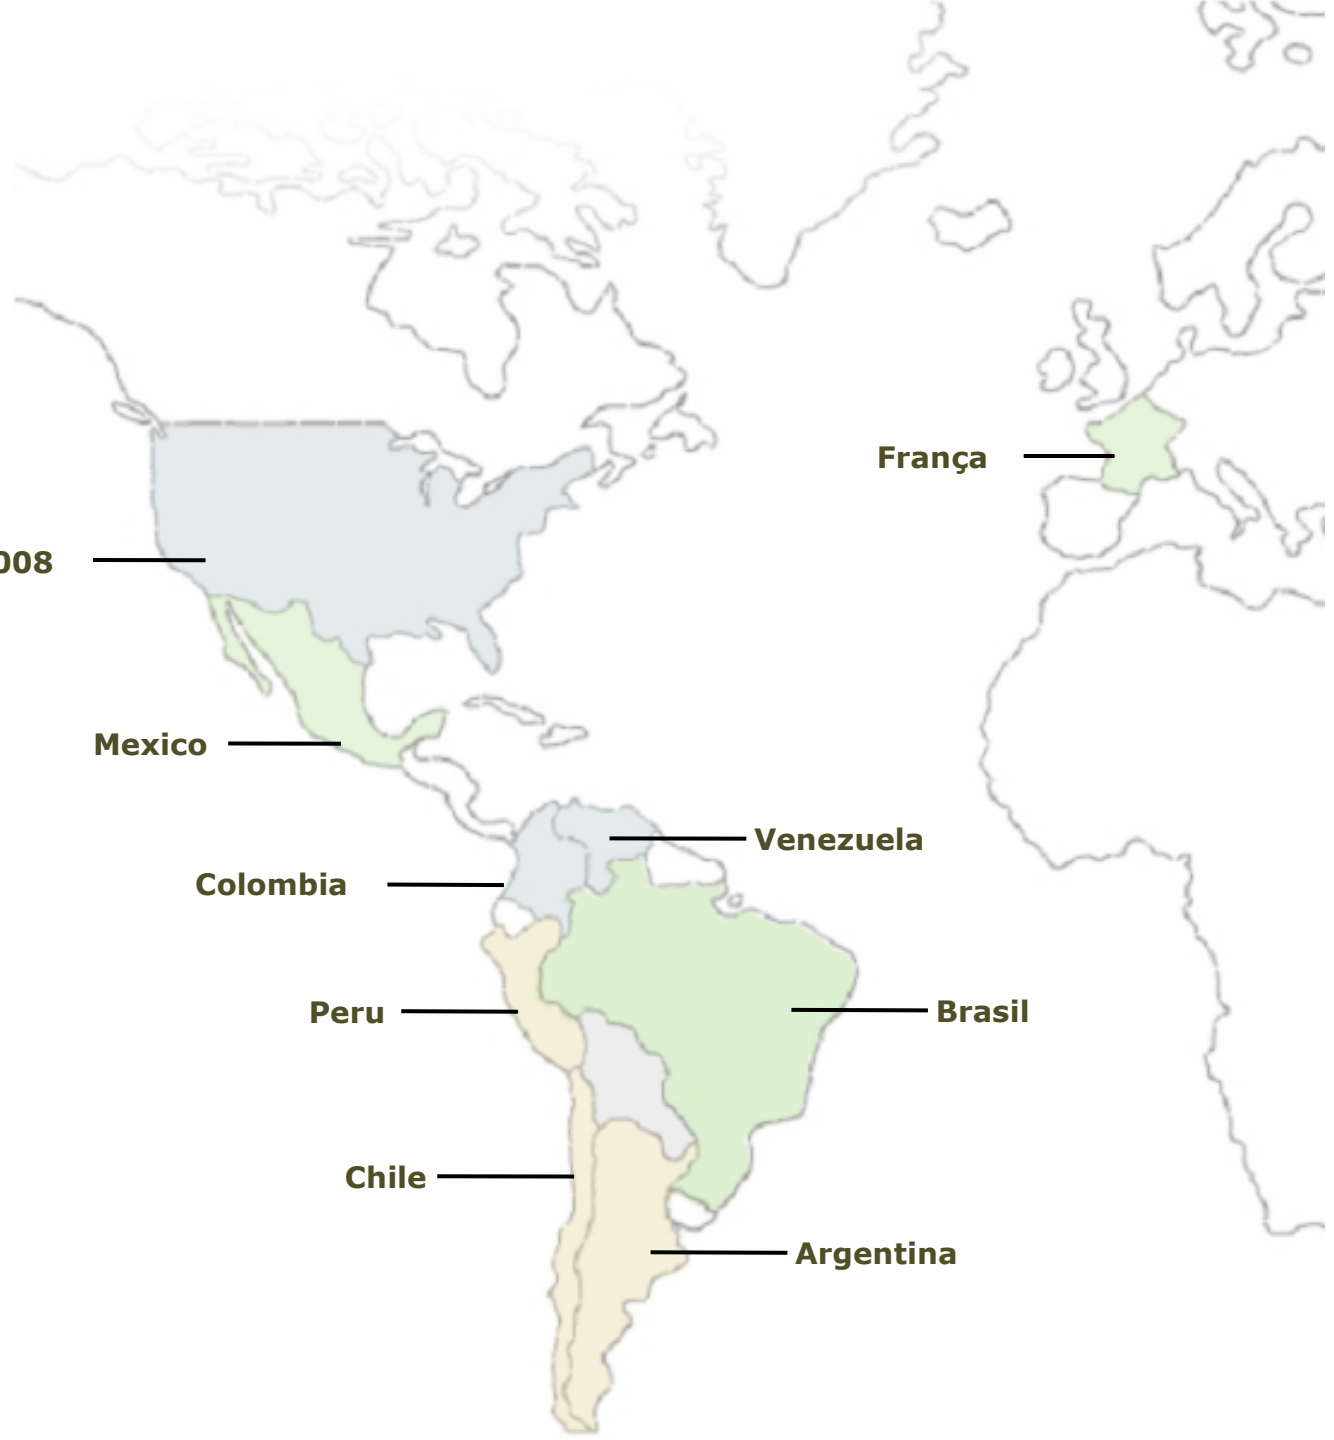 França
008
Mexico
Venezuela
Colombia
Peru
Brasil
Chile
Argentina